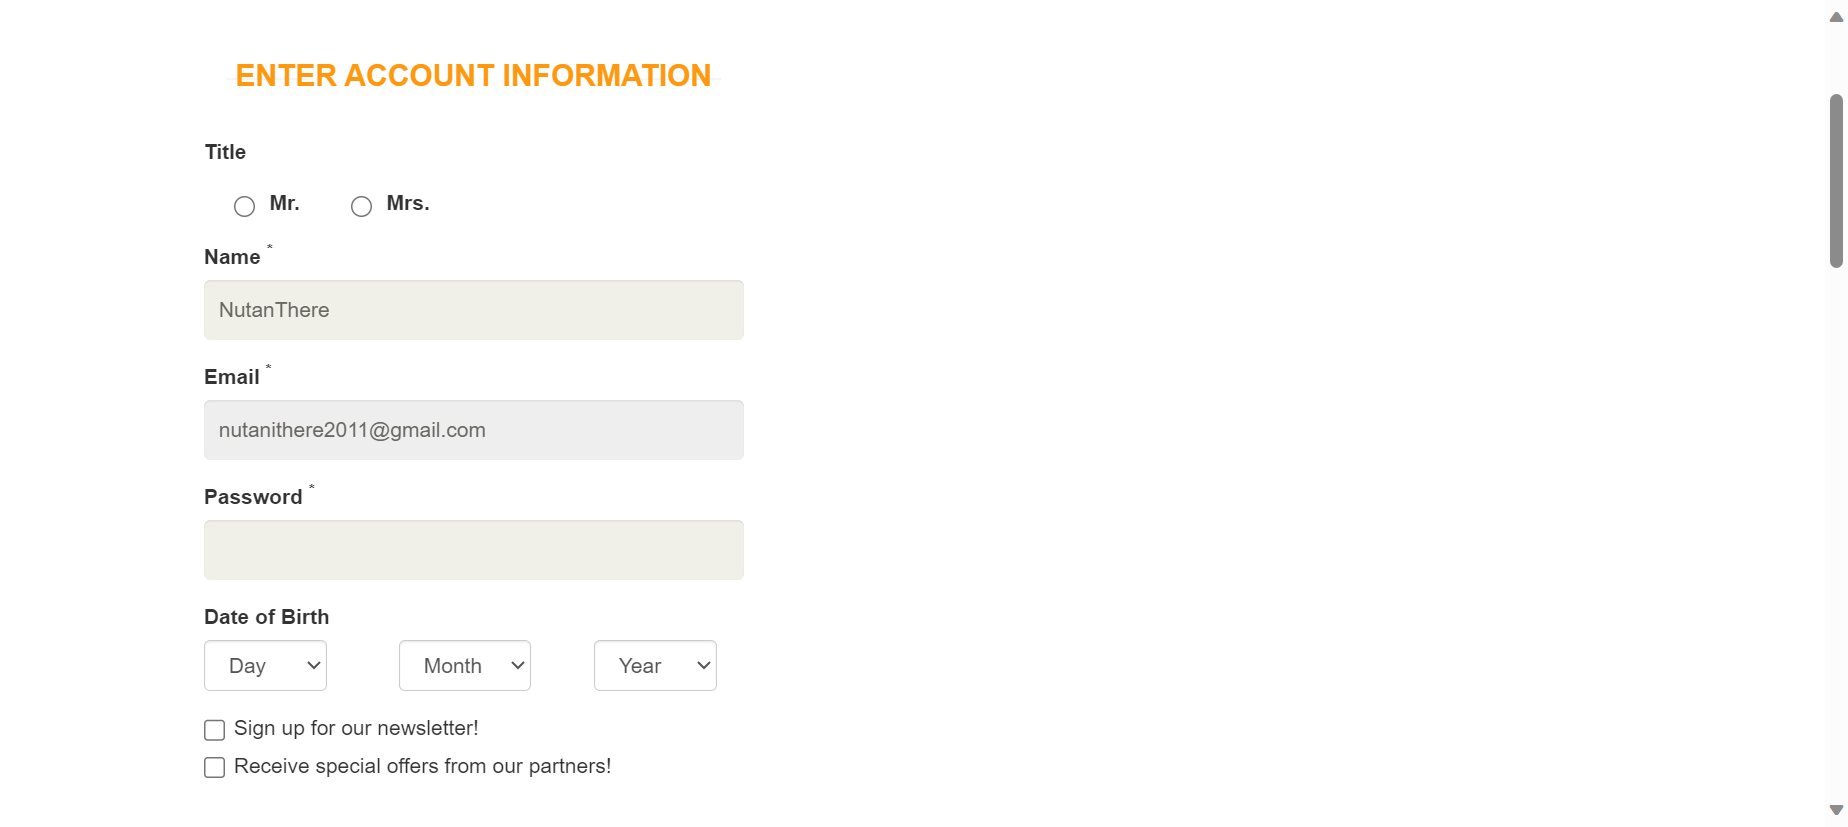 ENTER ACCOUNT INFORMATION
Title
Mr. Mrs.
Name *
NutanThere
Email *
nutanithere2011@gmail.com
Password *
Date of Birth
Day Month Year
Sign up for our newsletter!
Receive special offers from our partners!